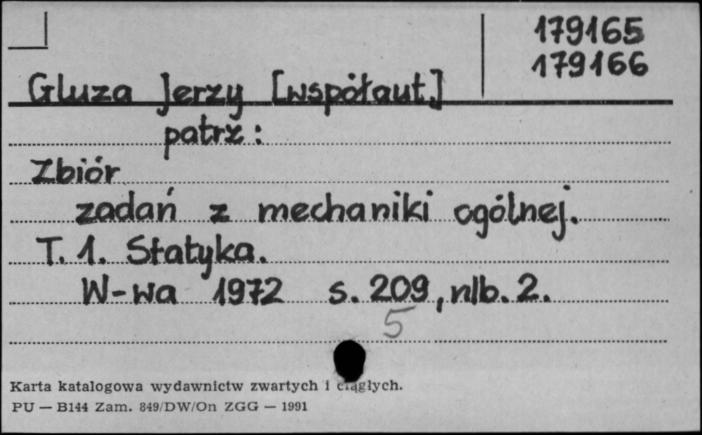 179165
179166
Gluza Jerzy [współaut.]
patrz:
Zbiór
zadań z mechaniki ogólnej.
T. 1. Statyka.
W-wa 1972 s. 209, nlb. 2.
5
Karta katalogowa wydawnictw zwartych i ciągłych.
PU — B144 Zam. 849/DW/On ZGG — 1991